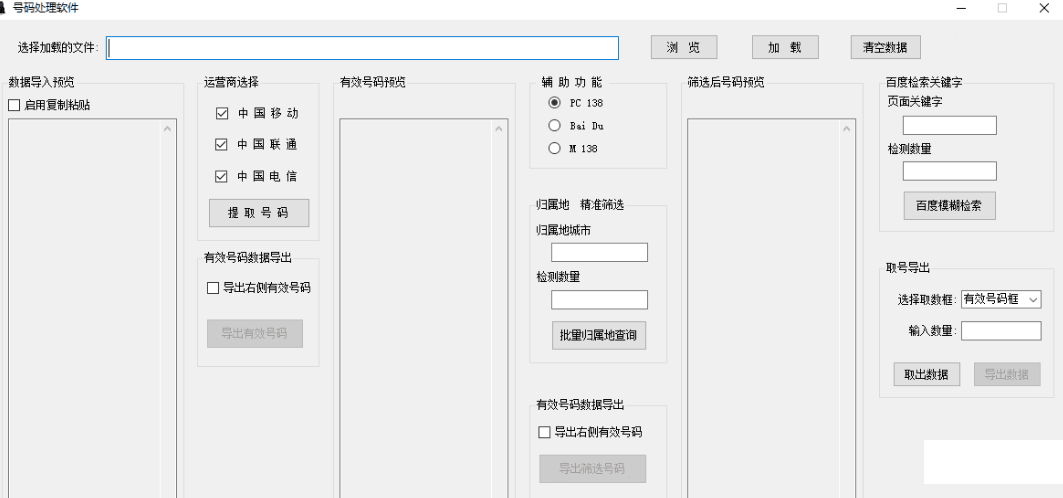 号码处理软件
选择加载的文件:
浏 览
加 载
清空数据
数据导入预览
启用复制粘贴
运营商选择
中 国 移 动
中 国 联 通
中 国 电 信
提 取 号 码
有效号码数据导出
导出右侧有效号码
导出有效号码
有效号码预览
辅 助 功 能
PC 138
Bai Du
M 138
归属地 精准筛选
归属地城市
检测数量
批量归属地查询
有效号码数据导出
导出右侧有效号码
导出筛选号码
筛选后号码预览
百度检索关键字
页面关键字
检测数量
百度模糊检索
取号导出
选择取数框:
有效号码框
输入数量:
取出数据
导出数据